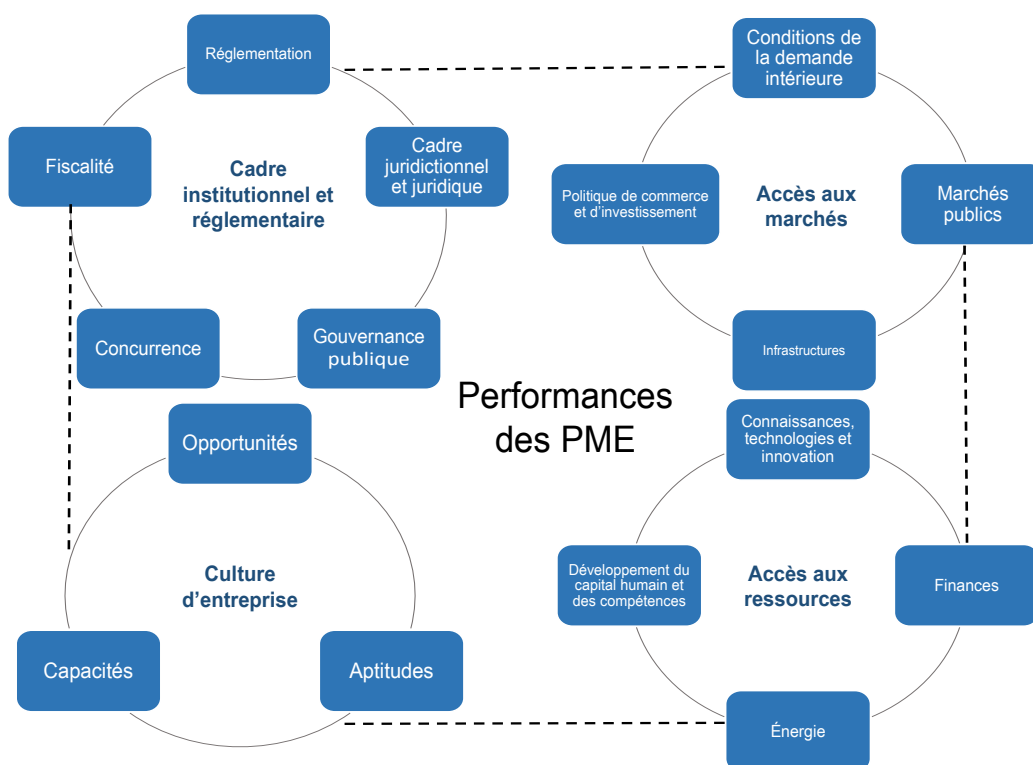 Réglementation
Fiscalité
Cadre
juridictionnel
et juridique
Cadre
institutionnel et
réglementaire
Concurrence
Gouvernance
publique
Conditions de
la demande
intérieure
Politique de commerce
et d'investissement
Accès aux
marchés
Marchés
publics
Infrastructures
Performances
des PME
Opportunités
Culture
d'entreprise
Capacités
Aptitudes
Connaissances,
technologies et
innovation
Développement du
capital humain et
des compétences
Accès aux
ressources
Finances
Énergie